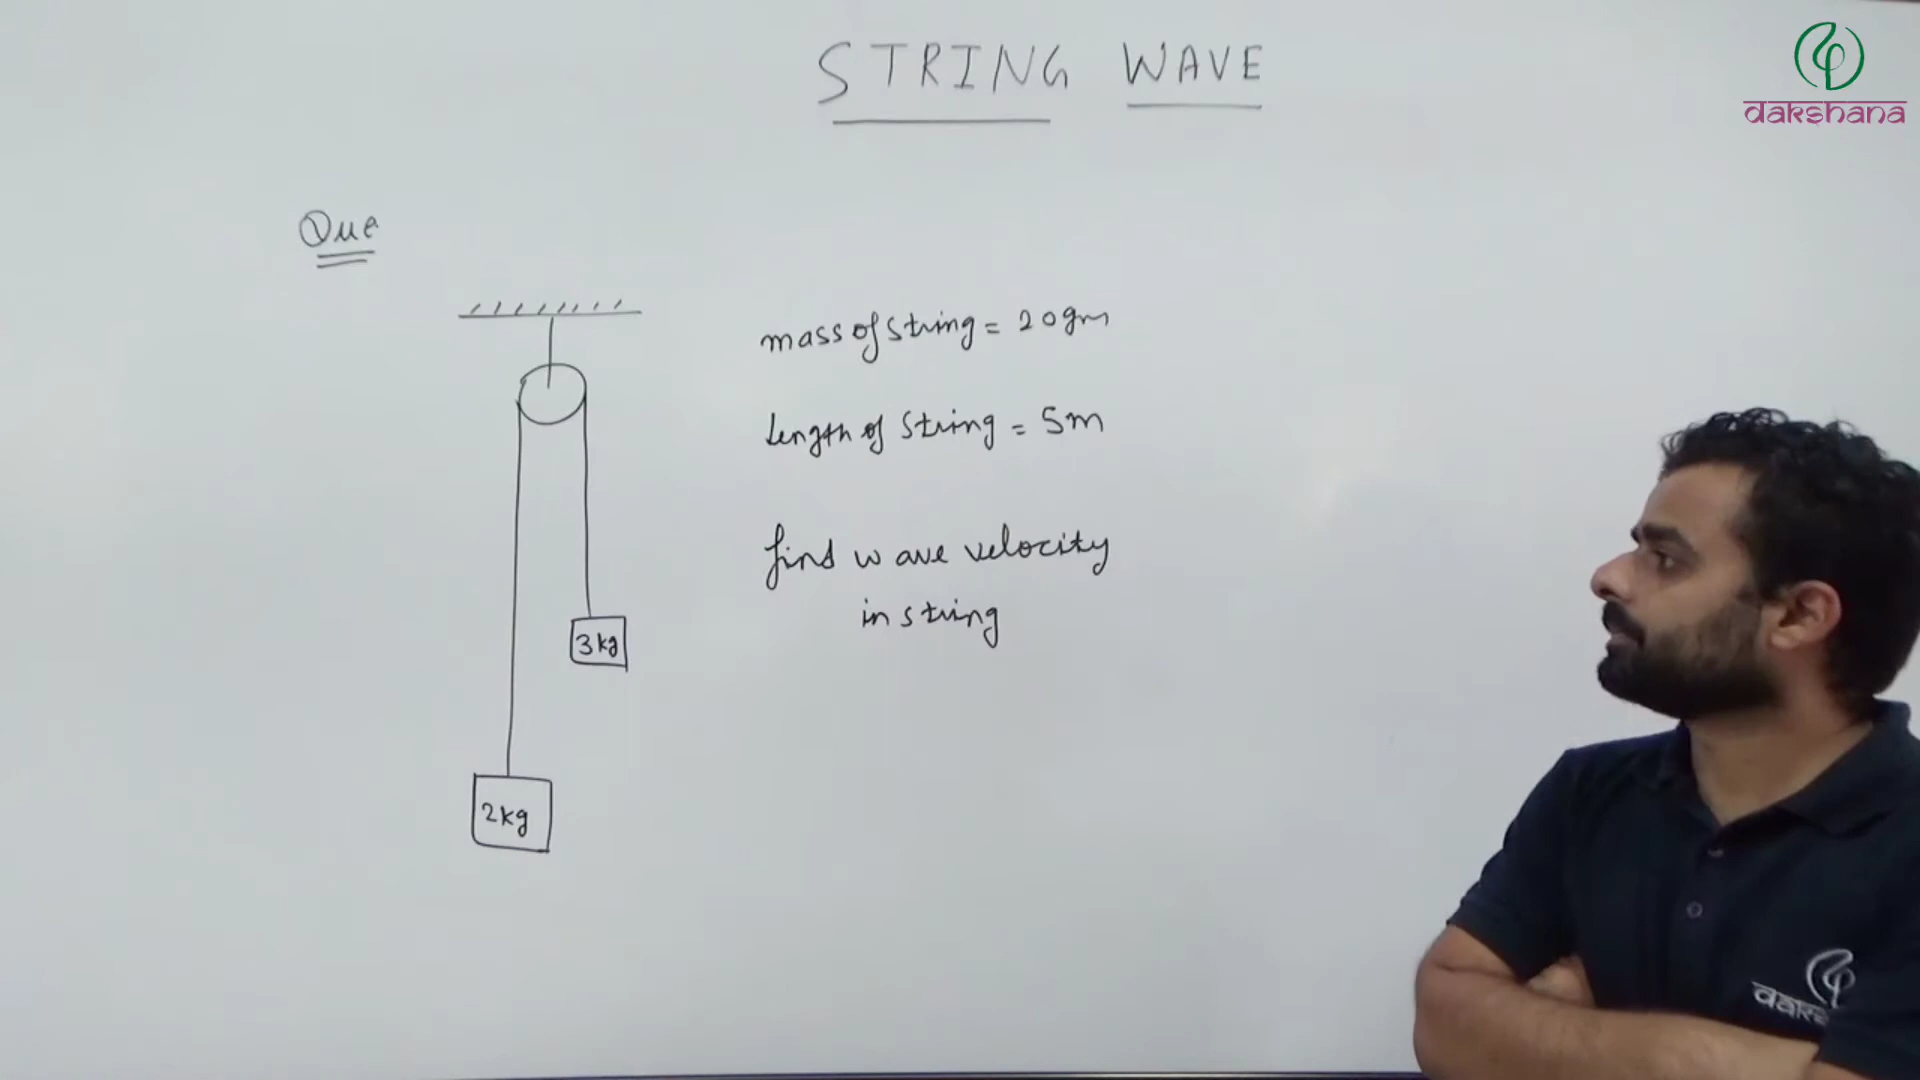 STRING WAVE
dakshana
Que
mass of string = 20gm
length of string = 5m
find wave velocity
in string
3kg
2kg